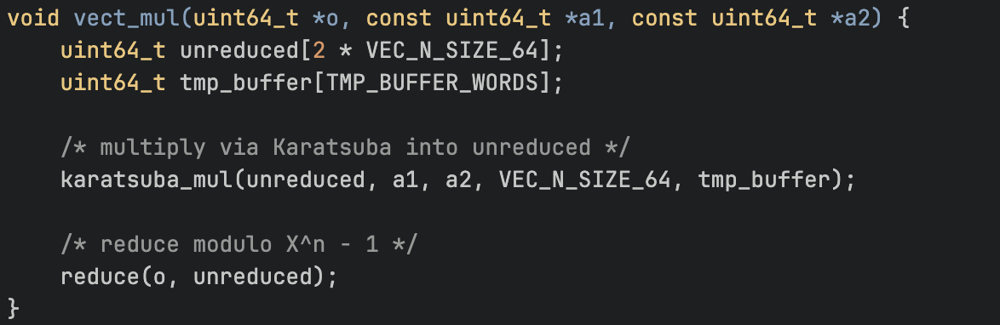 void vect_mul(uint64_t *o, const uint64_t *a1, const uint64_t *a2) {
    uint64_t unreduced[2 * VEC_N_SIZE_64];
    uint64_t tmp_buffer[TMP_BUFFER_WORDS];

    /* multiply via Karatsuba into unreduced */
    karatsuba_mul(unreduced, a1, a2, VEC_N_SIZE_64, tmp_buffer);

    /* reduce modulo X^n - 1 */
    reduce(o, unreduced);
}